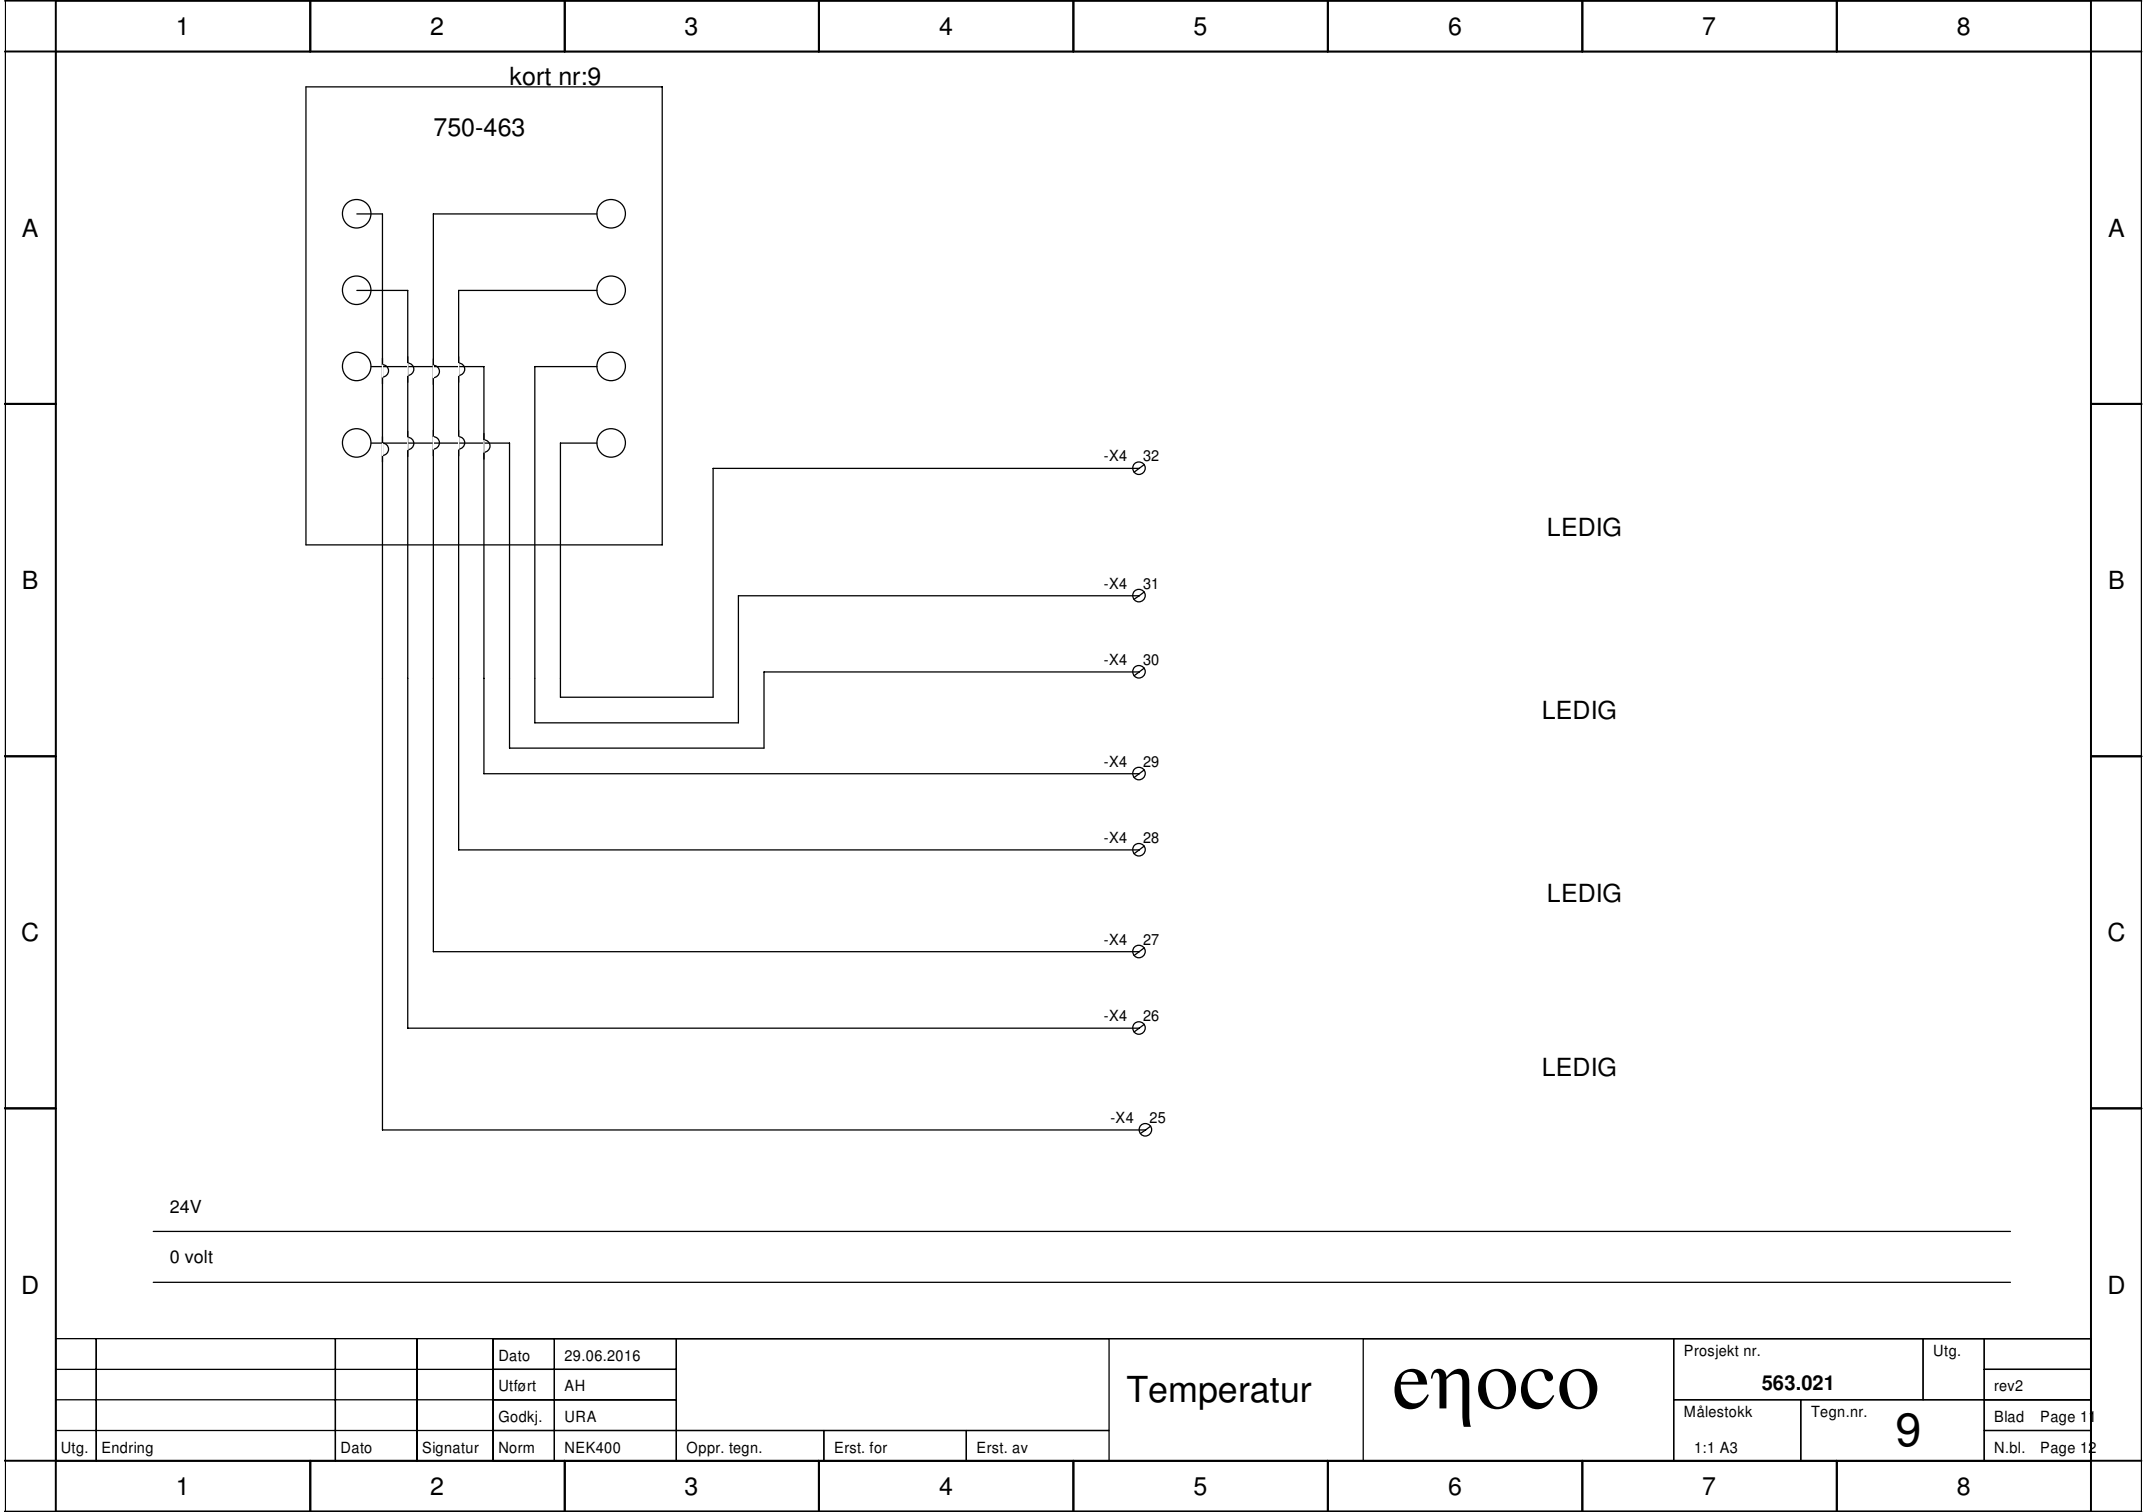 1 2 3 4 5 6 7 8
kort nr:9
750-463
A A
-X4 32
LEDIG
B B
-X4 31
-X4 30
LEDIG
-X4 29
-X4 28
LEDIG
C C
-X4 27
-X4 26
LEDIG
-X4 25
24V
0 volt
D D
Dato 29.06.2016
Utført AH
Godkj. URA
Utg. Endring Dato Signatur Norm NEK400 Oppr. tegn. Erst. for Erst. av
Temperatur
enoco
Prosjekt nr. Utg.
563.021
rev2
Målestokk Tegn.nr.
1:1 A3 9
Blad Page 11
N.bl. Page 12
1 2 3 4 5 6 7 8